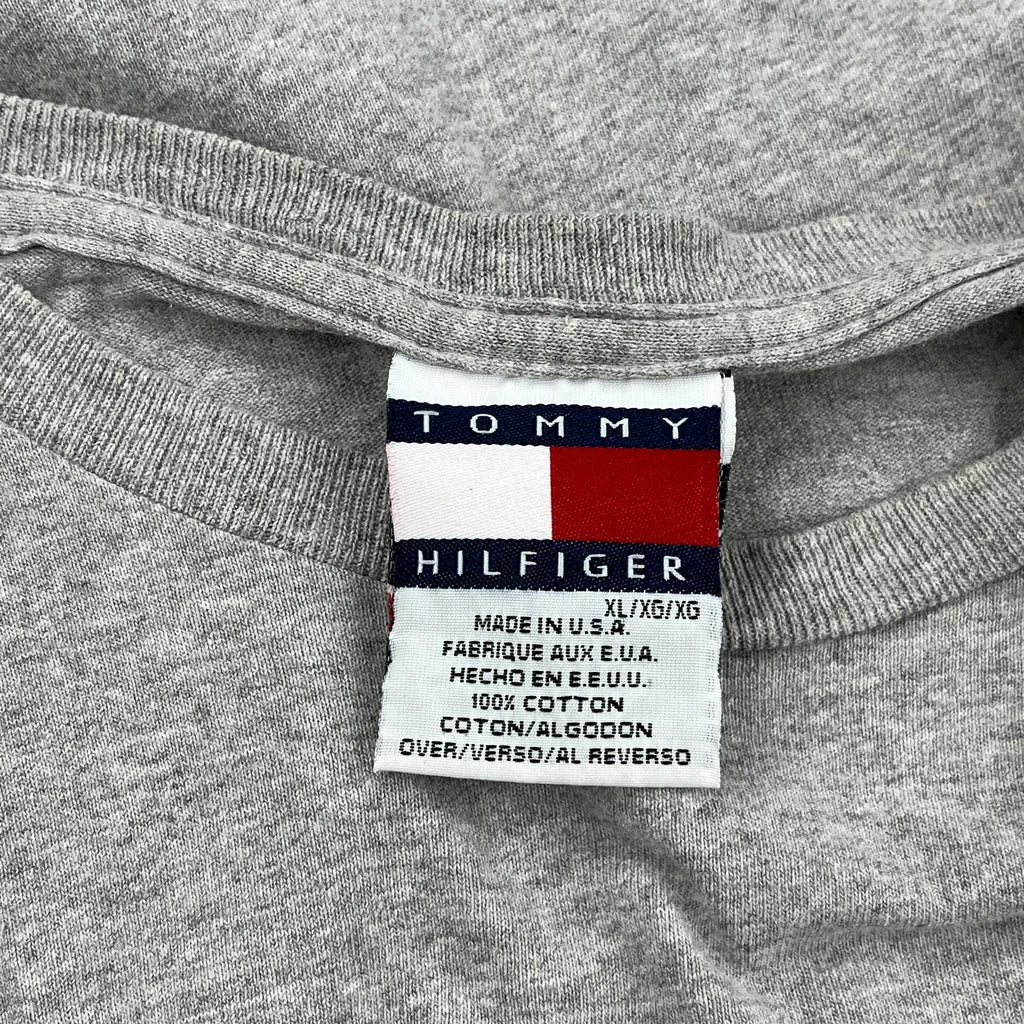 TOMMY
HILFIGER
XL/XG/XG
MADE IN U.S.A.
FABRIQUE AUX E.U.A.
HECHO EN E.E.U.U.
100% COTTON
COTON/ALGODON
OVER/VERSO/AL REVERSO